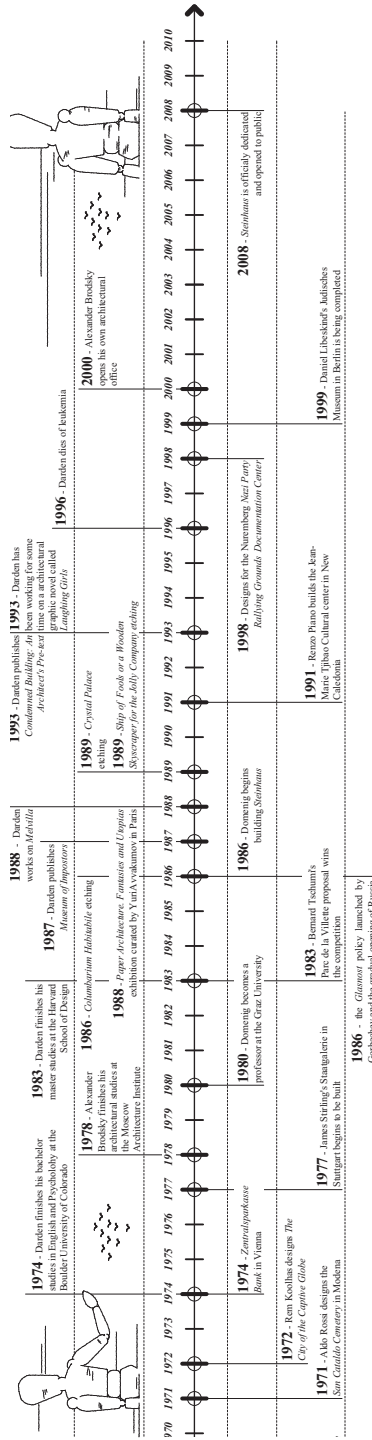 1974 - Darden finishes his bachelor
studies in English and Psycholohy at the
Boulder University of Colorado
1983 - Darden finishes his
master studies at the Harvard
School of Design
1987 - Darden publishes
Museum of Impostors
1988 - Darden
works on Melvilla
1993 - Darden publishes
Condemned Building: An
Architect's Pre-text
1993 - Darden has
been working for some
time on a architectural
graphic novel called
Laughing Girls
1996 - Darden dies of leukemia
1978 - Alexander
Brodsky finishes his
architectural studies at
the Moscow
Architecture Institute
1986 - Columbarium Habitabile etching
1988 - Paper Architecture. Fantasies and Utopias
exhibition curated by Yuri Avvakumov in Paris
1989 - Crystal Palace
etching
1989 - Ship of Fools or a Wooden
Skyscraper for the Jolly Company etching
2000 - Alexander Brodsky
opens his own architectural
office
970 1971 1972 1973 1974 1975 1976 1977 1978 1979 1980 1981 1982 1983 1984 1985 1986 1987 1988 1989 1990 1991 1992 1993 1994 1995 1996 1997 1998 1999 2000 2001 2002 2003 2004 2005 2006 2007 2008 2009 2010
1974 - Zentralsparkasse
Bank in Vienna
1980 - Domenig becomes a
professor at the Graz University
1986 - Domenig begins
building Steinhaus
1998 - Designs for the Nuremberg Nazi Party
Rallying Grounds Documentation Center
2008 - Steinhaus is officialy dedicated
and opened to public
1972 - Rem Koolhas designs The
City of the Captive Globe
1971 - Aldo Rossi designs the
San Cataldo Cemetery in Modena
1977 - James Stirling's Staatgalerie in
Stuttgart begins to be built
1983 - Bernard Tschumi's
Parc de la Villette proposal wins
the competition
1986 - the Glasnost policy launched by
1991 - Renzo Piano builds the Jean-
Marie Tjibao Cultural center in New
Caledonia
1999 - Daniel Libeskind's Judisches
Museum in Berlin is being completed